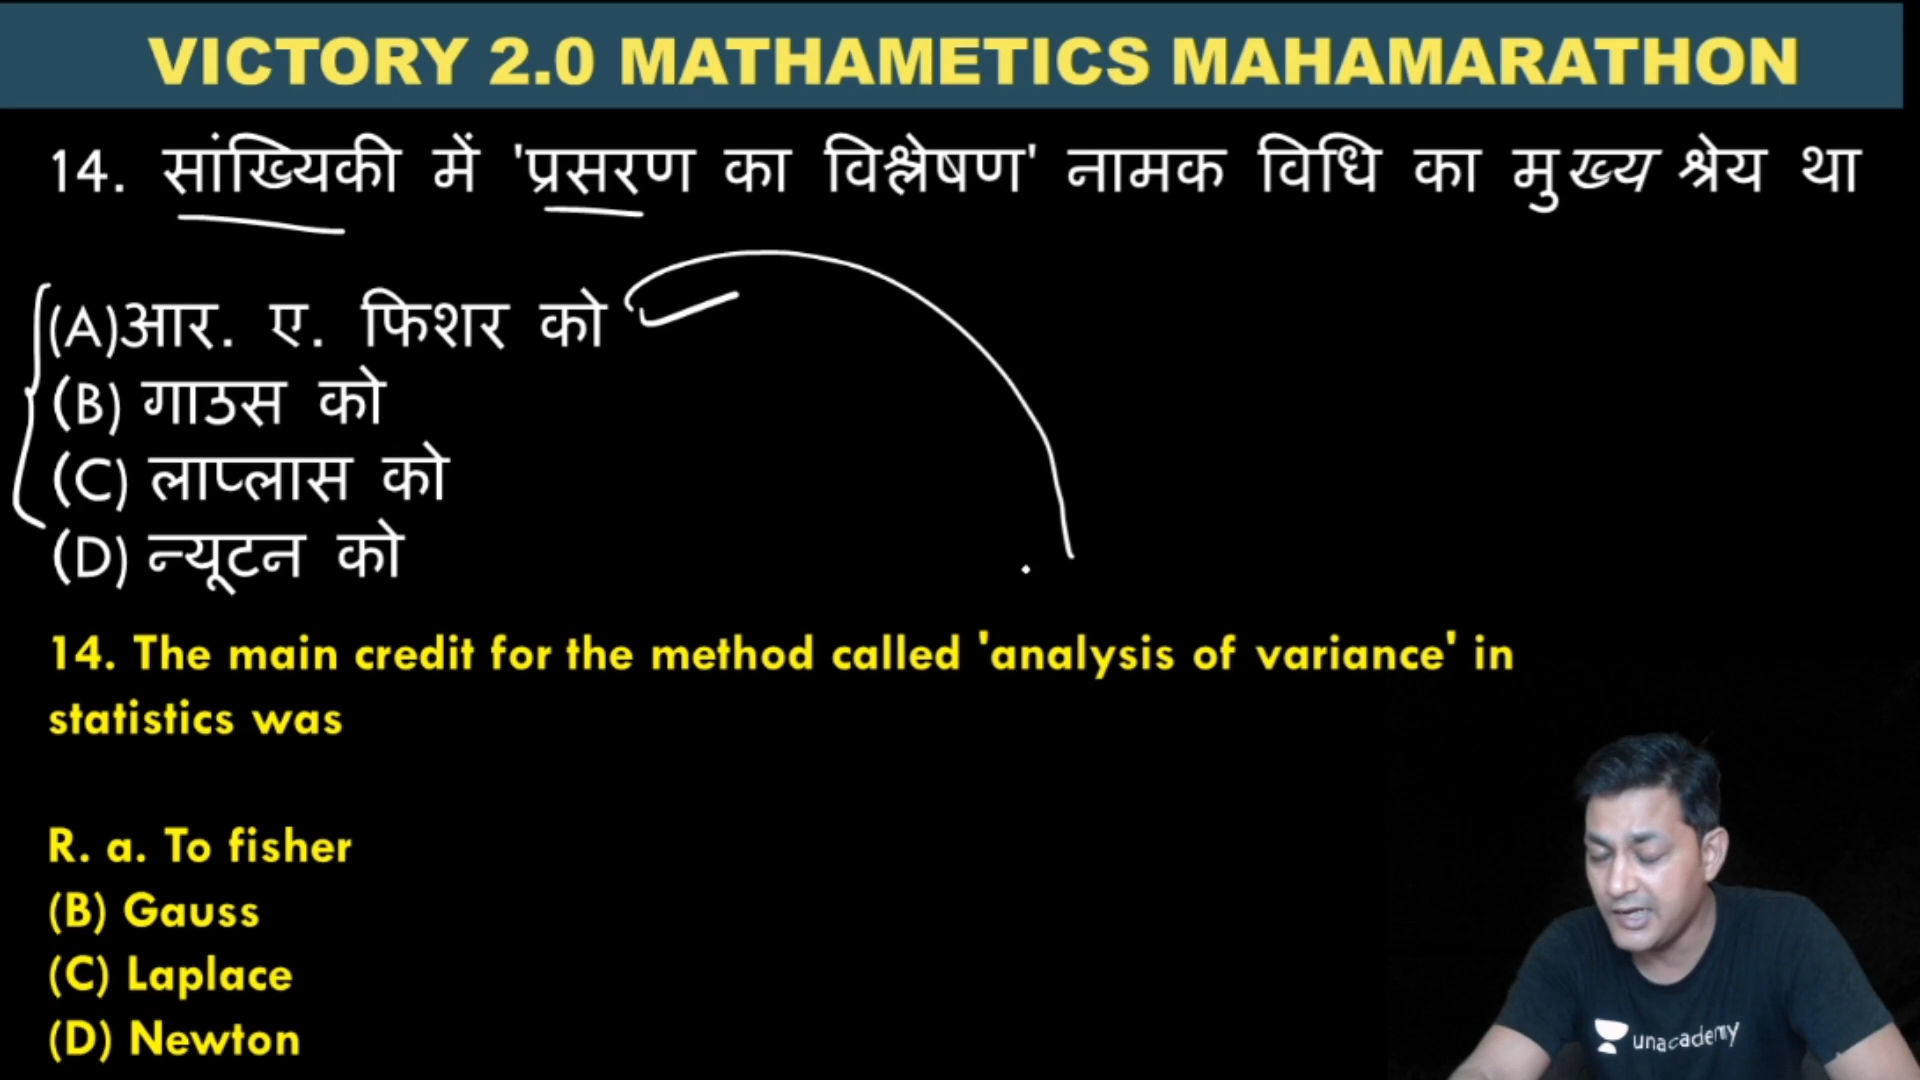 VICTORY 2.0 MATHAMETICS MAHAMARATHON
14. सांख्यिकी में 'प्रसरण का विश्लेषण' नामक विधि का मुख्य श्रेय था
(A)आर. ए. फिशर को
(B) गाउस को
(C) लाप्लास को
(D) न्यूटन को
14. The main credit for the method called 'analysis of variance' in
statistics was
R. a. To fisher
(B) Gauss
(C) Laplace
(D) Newton
unacademy